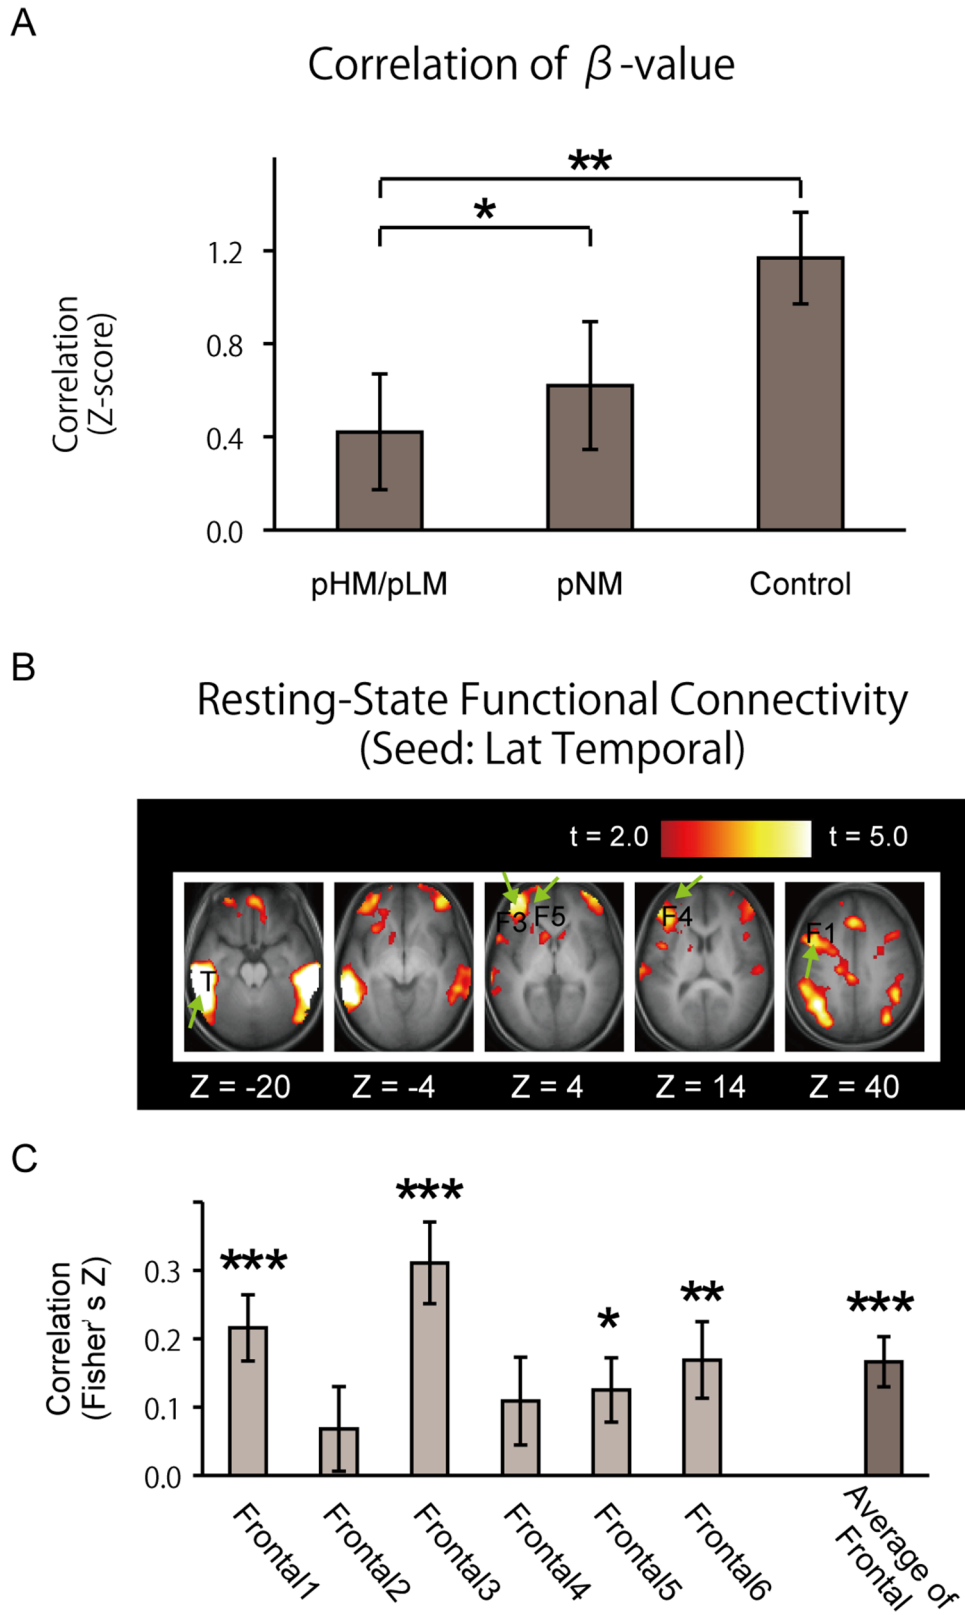 A
Correlation of β-value
**
*
1.2
0.8
0.4
0.0
Correlation
(Z-score)
pHM/pLM pNM Control
B
Resting-State Functional Connectivity
(Seed: Lat Temporal)
t = 2.0 t = 5.0
T F3 F5 F4 F1
Z = -20 Z = -4 Z = 4 Z = 14 Z = 40
C
*** *** * ** ***
0.3
0.2
0.1
0.0
Correlation
(Fisher' s Z)
Frontal1 Frontal2 Frontal3 Frontal4 Frontal5 Frontal6
Average of
Frontal